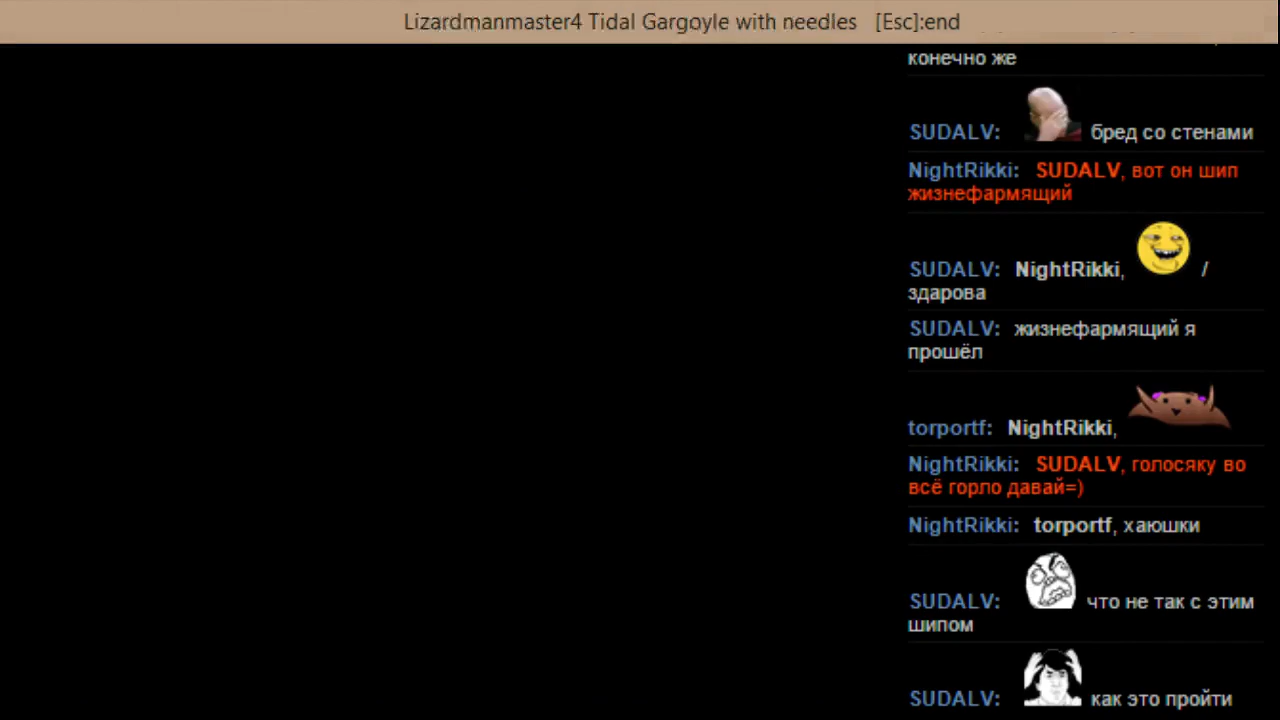 Lizardmanmaster4 Tidal Gargoyle with needles [Esc]:end
конечно же
SUDALV: бред со стенами
NightRikki: SUDALV, вот он шип
жизнефармящий
SUDALV: NightRikki, /
здарова
SUDALV: жизнефармящий я
прошёл
torportf: NightRikki,
NightRikki: SUDALV, голосяку во
всё горло давай=)
NightRikki: torportf, хаюшки
SUDALV: что не так с этим
шипом
SUDALV: как это пройти